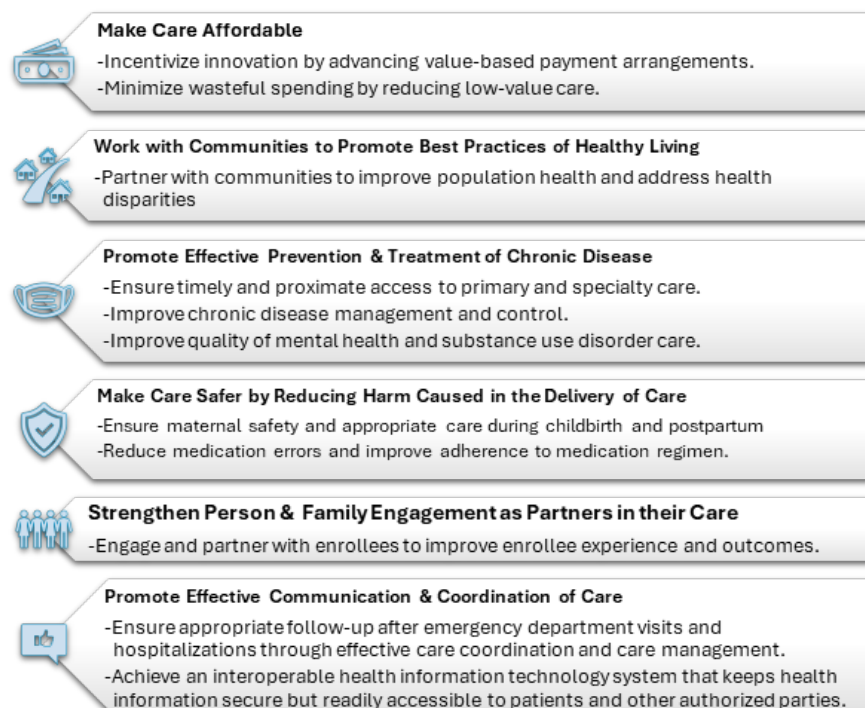 Make Care Affordable
-Incentivize innovation by advancing value-based payment arrangements.
-Minimize wasteful spending by reducing low-value care.
Work with Communities to Promote Best Practices of Healthy Living
-Partner with communities to improve population health and address health
disparities
Promote Effective Prevention & Treatment of Chronic Disease
-Ensure timely and proximate access to primary and specialty care.
-Improve chronic disease management and control.
-Improve quality of mental health and substance use disorder care.
Make Care Safer by Reducing Harm Caused in the Delivery of Care
-Ensure maternal safety and appropriate care during childbirth and postpartum
-Reduce medication errors and improve adherence to medication regimen.
Strengthen Person & Family Engagement as Partners in their Care
-Engage and partner with enrollees to improve enrollee experience and outcomes.
Promote Effective Communication & Coordination of Care
-Ensure appropriate follow-up after emergency department visits and
hospitalizations through effective care coordination and care management.
-Achieve an interoperable health information technology system that keeps health
information secure but readily accessible to patients and other authorized parties.